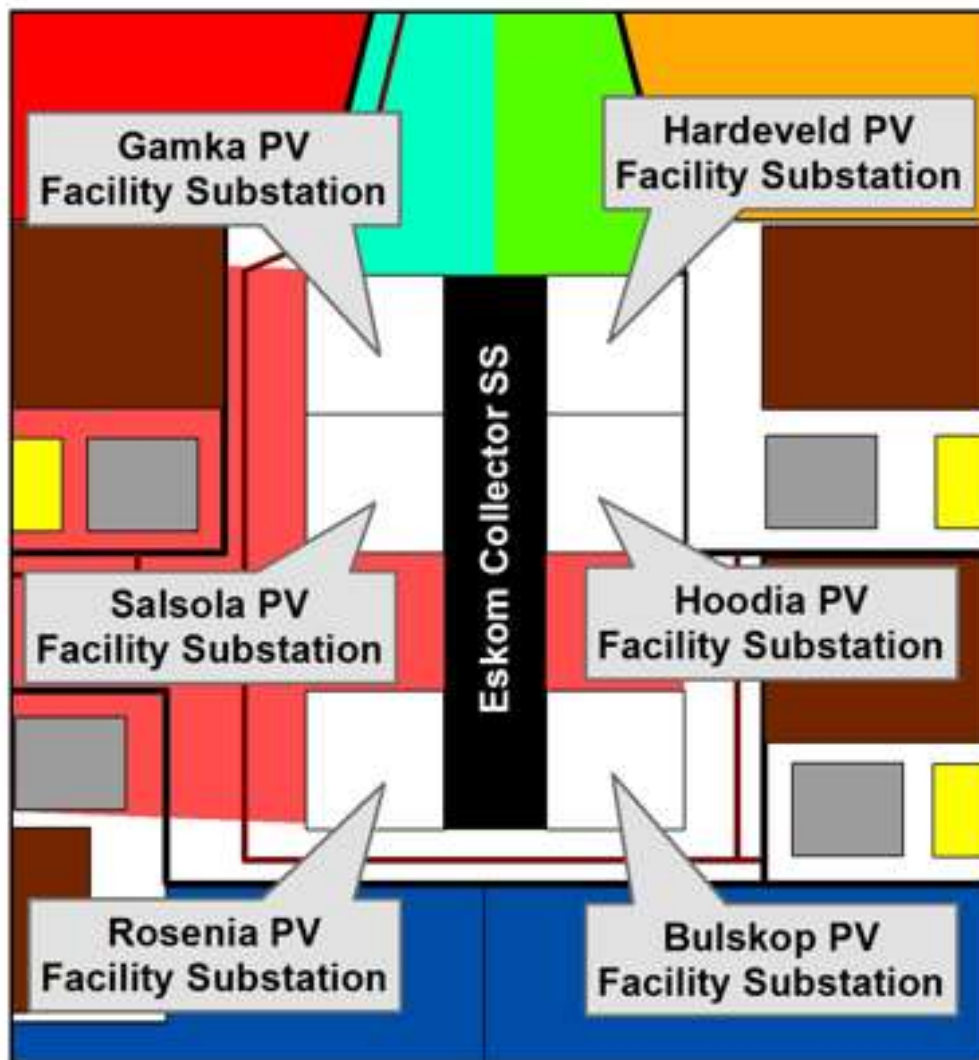 Gamka PV
Facility Substation
Hardeveld PV
Facility Substation
Eskom Collector SS
Salsola PV
Facility Substation
Hoodia PV
Facility Substation
Rosenia PV
Facility Substation
Bulskop PV
Facility Substation